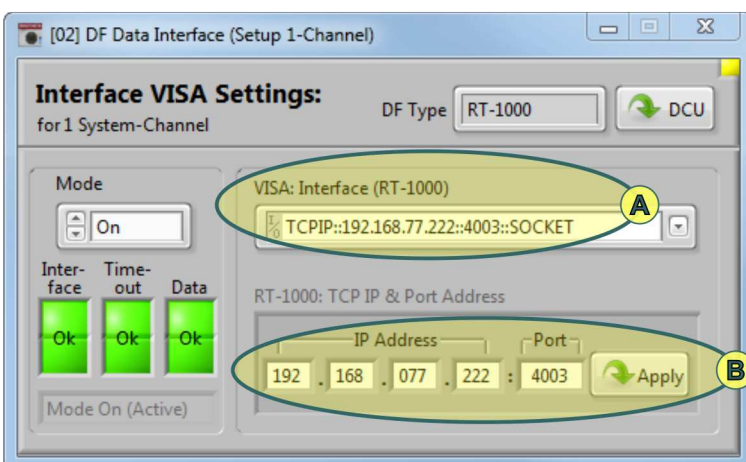 [02] DF Data Interface (Setup 1-Channel)
Interface VISA Settings:
for 1 System-Channel
DF Type RT-1000 DCU
Mode
On
Inter-face Time-out Data
Ok Ok Ok
Mode On (Active)
VISA: Interface (RT-1000)
A
I/O TCPIP::192.168.77.222::4003::SOCKET
RT-1000: TCP IP & Port Address
IP Address Port
192 . 168 . 077 . 222 : 4003 Apply
B